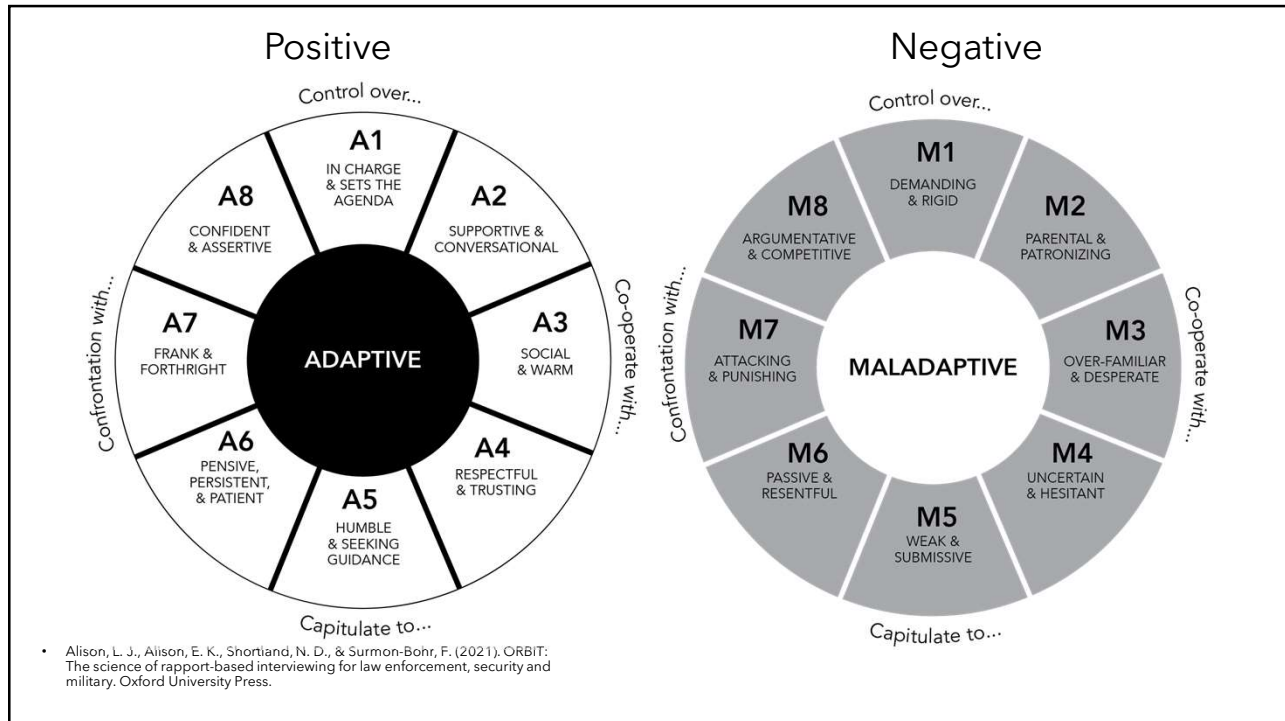 Positive
Control over...
A1
IN CHARGE
& SETS THE
AGENDA
A2
SUPPORTIVE &
CONVERSATIONAL
A3
SOCIAL
& WARM
A4
RESPECTFUL
& TRUSTING
A5
HUMBLE
& SEEKING
GUIDANCE
A6
PENSIVE,
PERSISTENT,
& PATIENT
A7
FRANK &
FORTHRIGHT
A8
CONFIDENT
& ASSERTIVE
ADAPTIVE
Co-operate with...
Capitulate to...
Confrontation with...
Negative
Control over...
M1
DEMANDING
& RIGID
M2
PARENTAL &
PATRONIZING
M3
OVER-FAMILIAR
& DESPERATE
M4
UNCERTAIN
& HESITANT
M5
WEAK &
SUBMISSIVE
M6
PASSIVE &
RESENTFUL
M7
ATTACKING
& PUNISHING
M8
ARGUMENTATIVE
& COMPETITIVE
MALADAPTIVE
Co-operate with...
Capitulate to...
Confrontation with...
• Alison, L. J., Alison, E. K., Shortland, N. D., & Surmon-Bohr, F. (2021). ORBIT:
The science of rapport-based interviewing for law enforcement, security and
military. Oxford University Press.